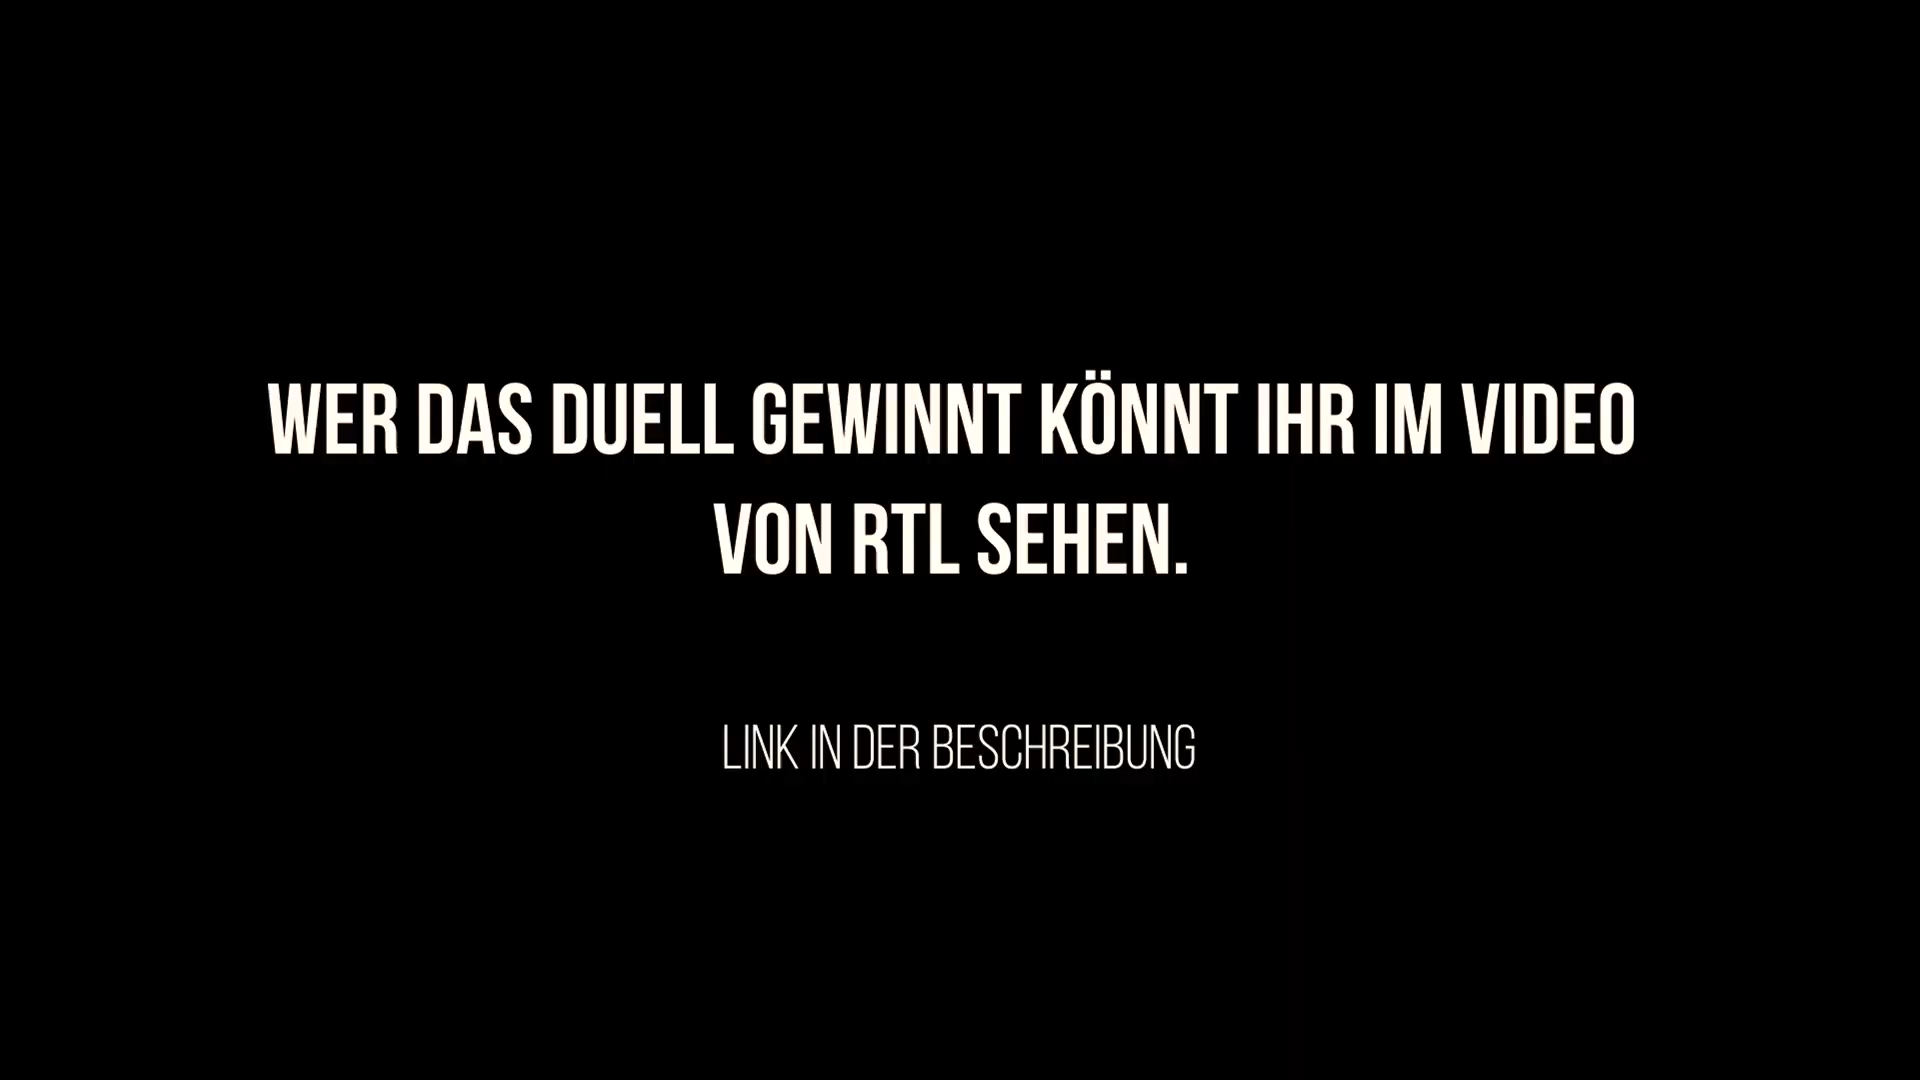 WER DAS DUELL GEWINNT KÖNNT IHR IM VIDEO
VON RTL SEHEN.
LINK IN DER BESCHREIBUNG